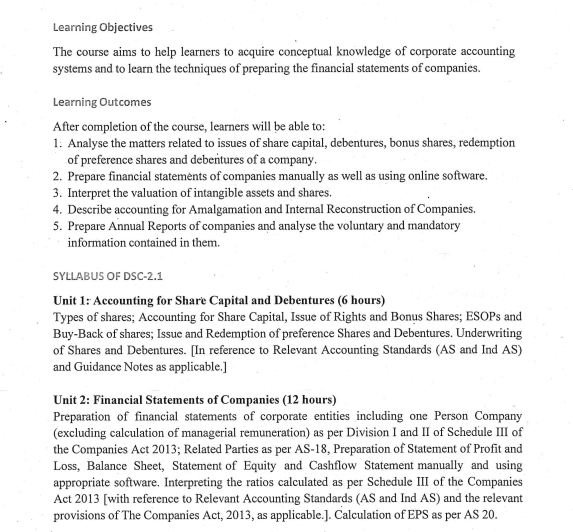 Learning Objectives
The course aims to help learners to acquire conceptual knowledge of corporate accounting
systems and to learn the techniques of preparing the financial statements of companies.
Learning Outcomes
After completion of the course, learners will be able to:
1. Analyse the matters related to issues of share capital, debentures, bonus shares, redemption
of preference shares and debentures of a company.
2. Prepare financial statements of companies manually as well as using online software.
3. Interpret the valuation of intangible assets and shares.
4. Describe accounting for Amalgamation and Internal Reconstruction of Companies.
5. Prepare Annual Reports of companies and analyse the voluntary and mandatory
information contained in them.
SYLLABUS OF DSC-2.1
Unit 1: Accounting for Share Capital and Debentures (6 hours)
Types of shares; Accounting for Share Capital, Issue of Rights and Bonus Shares; ESOPs and
Buy-Back of shares; Issue and Redemption of preference Shares and Debentures. Underwriting
of Shares and Debentures. [In reference to Relevant Accounting Standards (AS and Ind AS)
and Guidance Notes as applicable.]
Unit 2: Financial Statements of Companies (12 hours)
Preparation of financial statements of corporate entities including one Person Company
(excluding calculation of managerial remuneration) as per Division I and II of Schedule III of
the Companies Act 2013; Related Parties as per AS-18, Preparation of Statement of Profit and
Loss, Balance Sheet, Statement of Equity and Cashflow Statement manually and using
appropriate software. Interpreting the ratios calculated as per Schedule III of the Companies
Act 2013 [with reference to Relevant Accounting Standards (AS and Ind AS) and the relevant
provisions of The Companies Act, 2013, as applicable.]. Calculation of EPS as per AS 20.